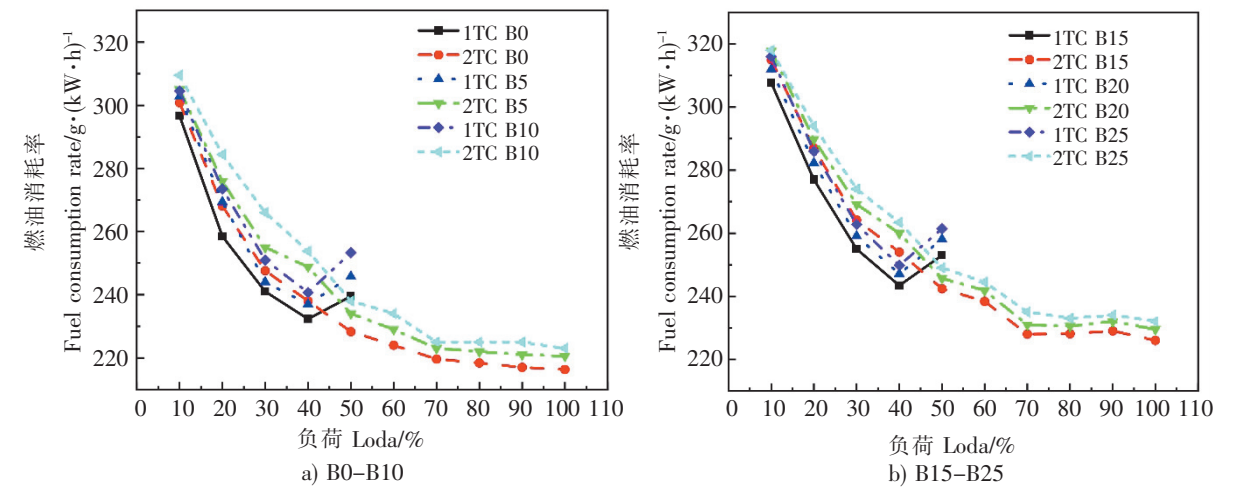 燃油消耗率
Fuel consumption rate/g·(kW·h)⁻¹
320
300
280
260
240
220
1TC B0
2TC B0
1TC B5
2TC B5
1TC B10
2TC B10
0 10 20 30 40 50 60 70 80 90 100 110
负荷 Loda/%
a) B0-B10
燃油消耗率
Fuel consumption rate/g·(kW·h)⁻¹
320
300
280
260
240
220
1TC B15
2TC B15
1TC B20
2TC B20
1TC B25
2TC B25
0 10 20 30 40 50 60 70 80 90 100 110
负荷 Loda/%
b) B15-B25